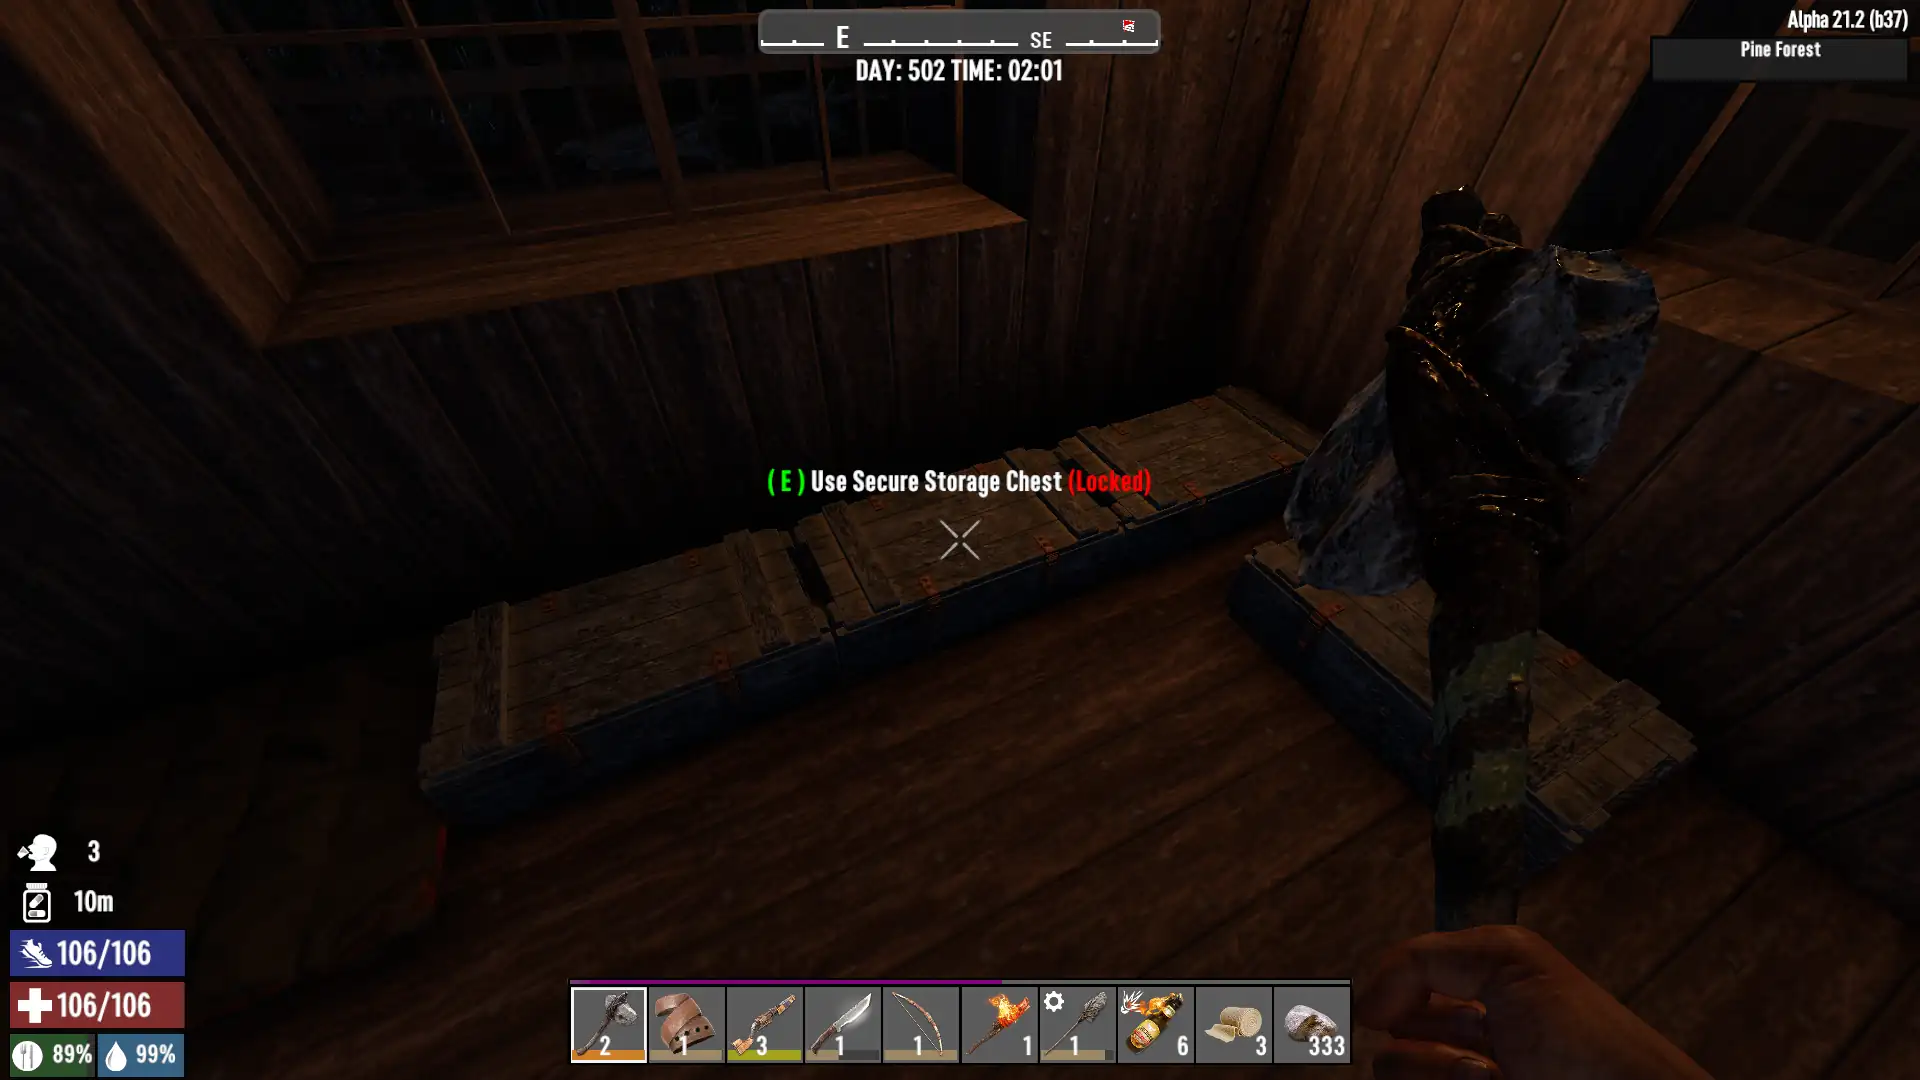 Alpha 21.2 (b37)
E SE
Pine Forest
DAY: 502 TIME: 02:01
( E ) Use Secure Storage Chest (Locked)
3
10m
106/106
106/106
89% 99%
2 1 3 1 1 1 1 6 3 333